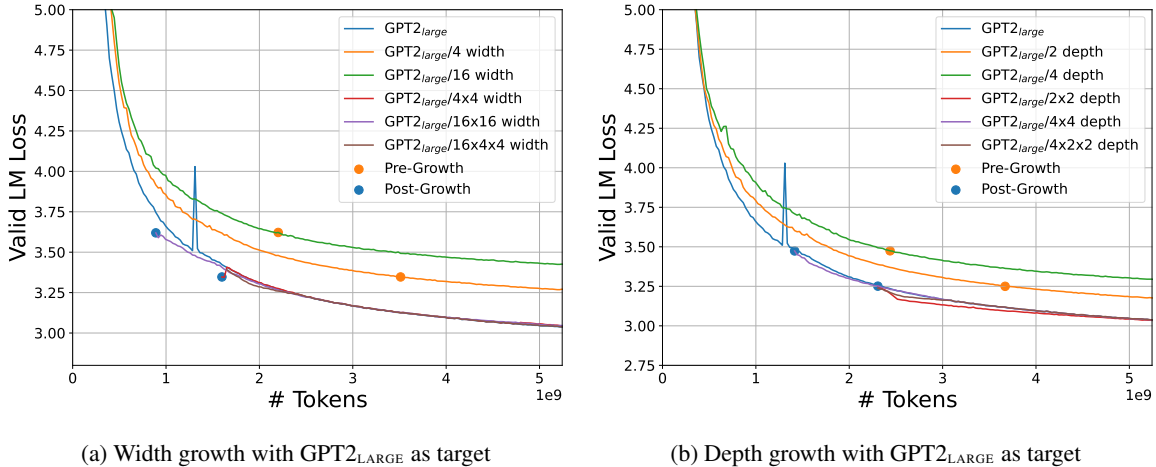 5.00
4.75
4.50
4.25
4.00
3.75
3.50
3.25
3.00
Valid LM Loss
0 1 2 3 4 5
1e9
# Tokens
GPT2large
GPT2large/4 width
GPT2large/16 width
GPT2large/4x4 width
GPT2large/16x16 width
GPT2large/16x4x4 width
Pre-Growth
Post-Growth
(a) Width growth with GPT2LARGE as target
5.00
4.75
4.50
4.25
4.00
3.75
3.50
3.25
3.00
2.75
Valid LM Loss
0 1 2 3 4 5
1e9
# Tokens
GPT2large
GPT2large/2 depth
GPT2large/4 depth
GPT2large/2x2 depth
GPT2large/4x4 depth
GPT2large/4x2x2 depth
Pre-Growth
Post-Growth
(b) Depth growth with GPT2LARGE as target